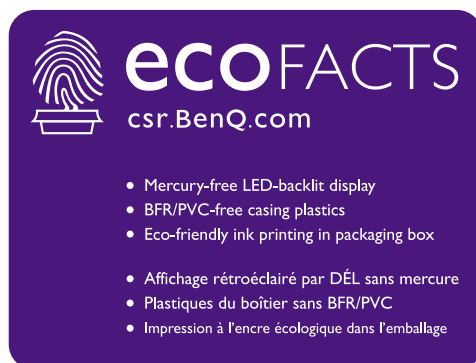 ecoFACTS
csr.BenQ.com
• Mercury-free LED-backlit display
• BFR/PVC-free casing plastics
• Eco-friendly ink printing in packaging box
• Affichage rétroéclairé par DÉL sans mercure
• Plastiques du boîtier sans BFR/PVC
• Impression à l'encre écologique dans l'emballage